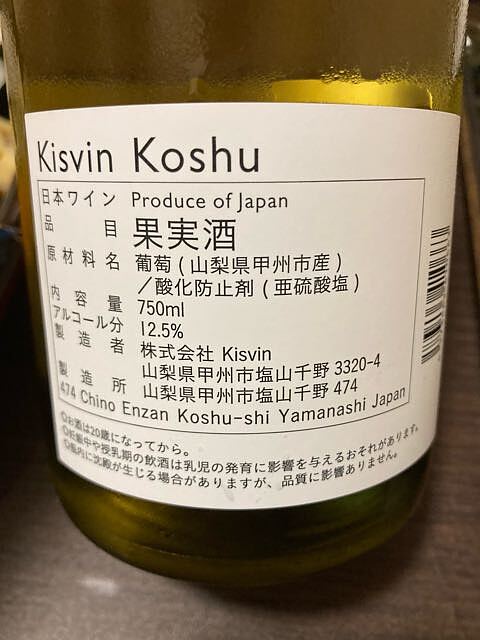 Kisvin Koshu
日本ワイン Produce of Japan
品目 果実酒
原材料名 葡萄(山梨県甲州市産)
／酸化防止剤(亜硫酸塩)
内容量 750ml
アルコール分 12.5%
製造者 株式会社 Kisvin
山梨県甲州市塩山千野 3320-4
製造所 山梨県甲州市塩山千野 474
474 Chino Enzan Koshu-shi Yamanashi Japan
◎お酒は20歳になってから。
◎妊娠中や授乳期の飲酒は乳児の発育に影響を与えるおそれがあります。
◎瓶内に沈殿が生じる場合がありますが、品質に影響ありません。